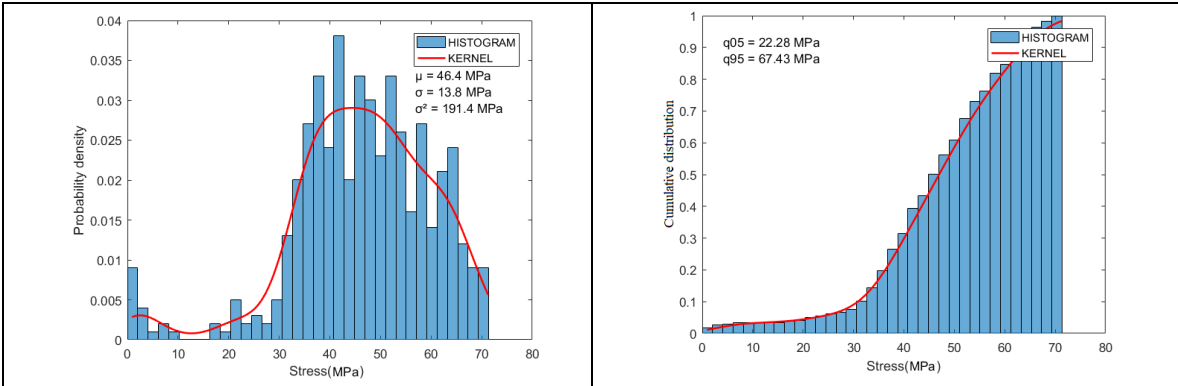 0.04
0.035
0.03
0.025
0.02
0.015
0.01
0.005
0
Probability density
HISTOGRAM
KERNEL
μ = 46.4 MPa
σ = 13.8 MPa
σ² = 191.4 MPa
0 10 20 30 40 50 60 70 80
Stress(MPa)
1
0.9
0.8
0.7
0.6
0.5
0.4
0.3
0.2
0.1
0
Cumulative distribution
q05 = 22.28 MPa
q95 = 67.43 MPa
HISTOGRAM
KERNEL
0 10 20 30 40 50 60 70 80
Stress(MPa)